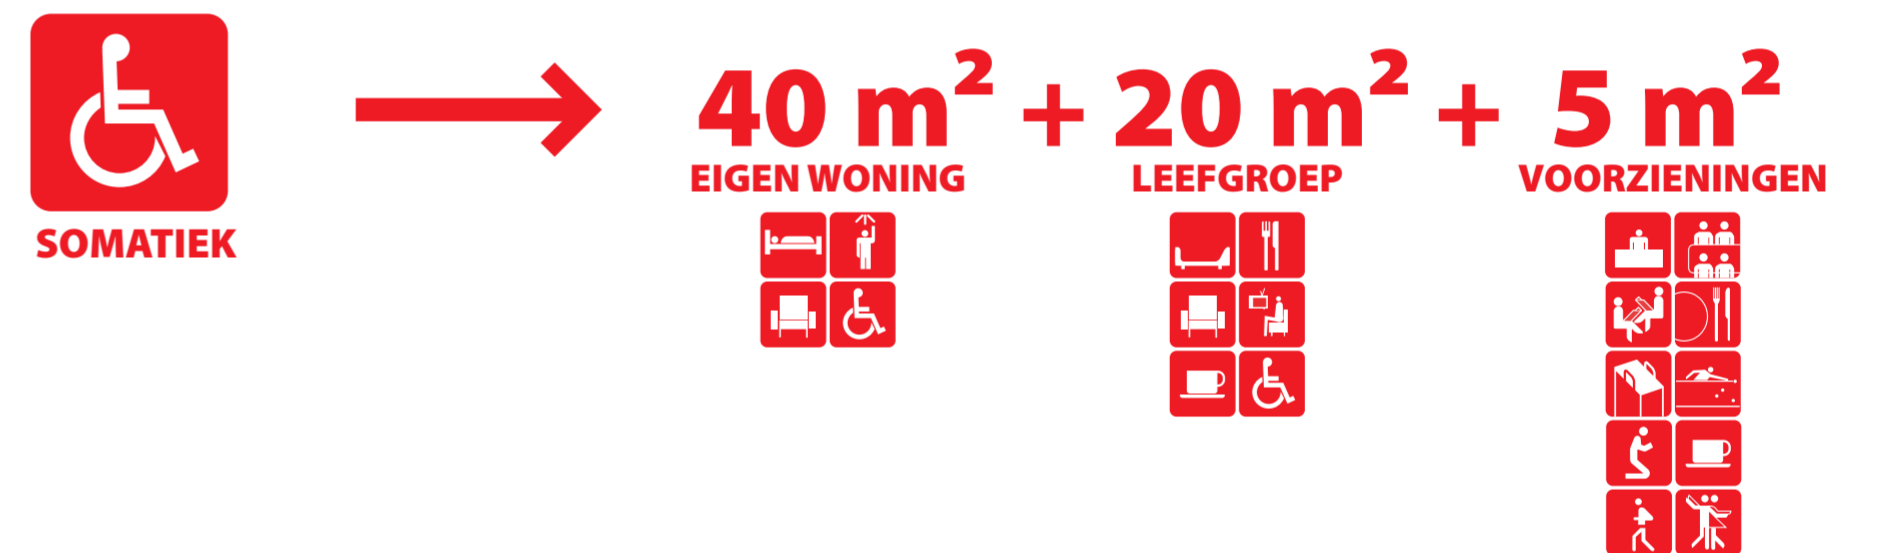 40 m² + 20 m² + 5 m²
EIGEN WONING LEEFGROEP VOORZIENINGEN
SOMATIEK